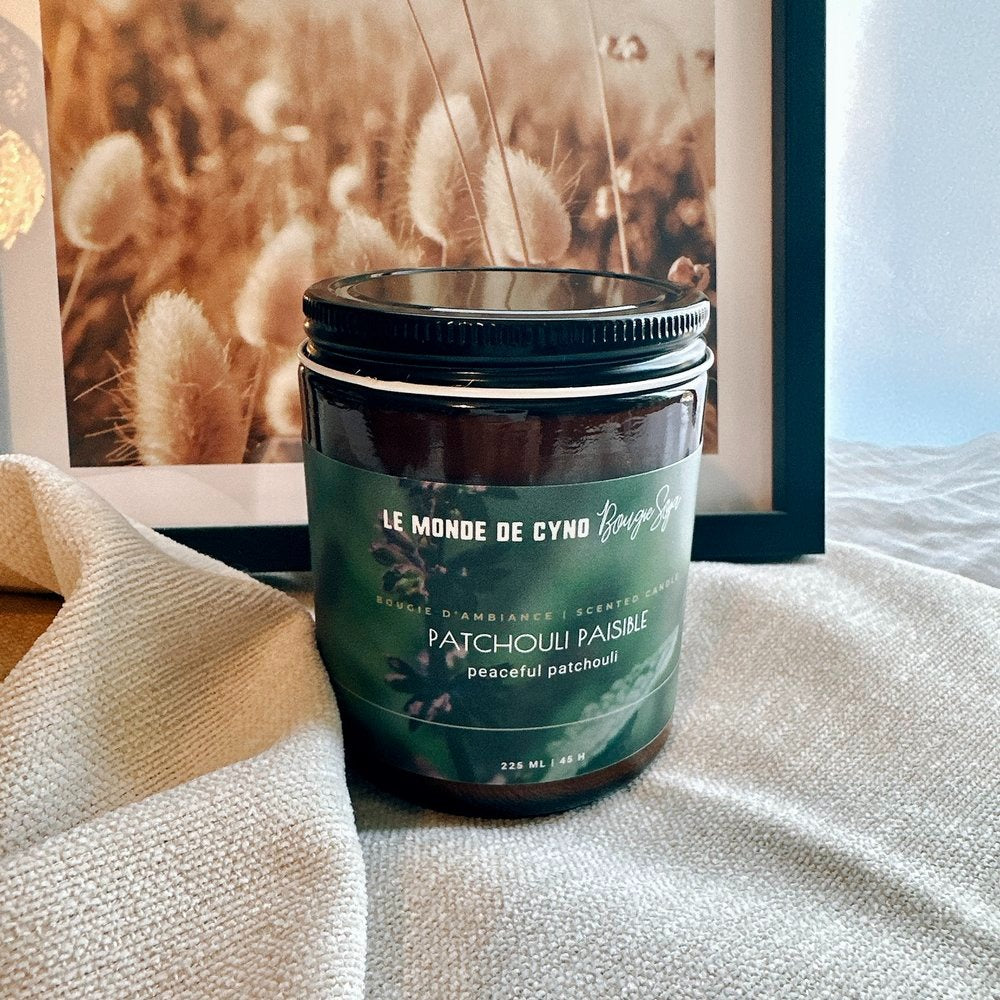 LE MONDE DE CYNO Bougie Soja
BOUGIE D'AMBIANCE | SCENTED CANDLE
PATCHOULI PAISIBLE
peaceful patchouli
225 ML | 45 H